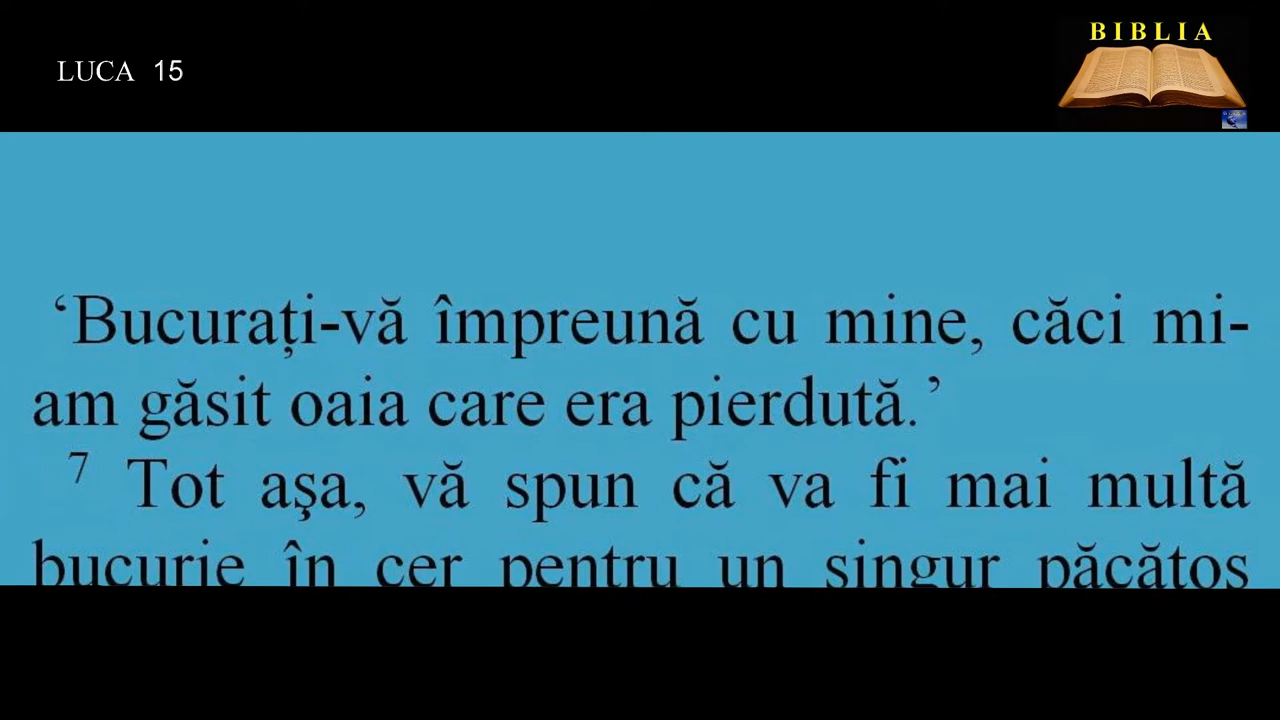 BIBLIA
LUCA 15
‘Bucurați-vă împreună cu mine, căci mi-
am găsit oaia care era pierdută.’
7 Tot aşa, vă spun că va fi mai multă
bucurie în cer pentru un singur păcătos